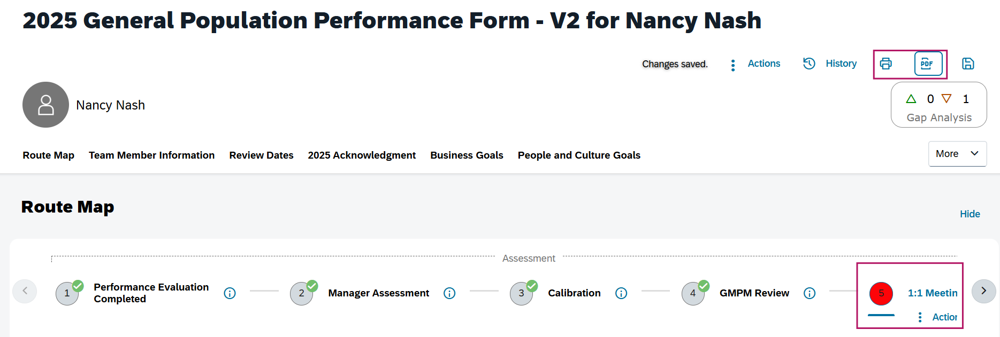 2025 General Population Performance Form - V2 for Nancy Nash
Changes saved.
Actions
History
PDF
Nancy Nash
0
1
Gap Analysis
Route Map
Team Member Information
Review Dates
2025 Acknowledgment
Business Goals
People and Culture Goals
More
Route Map
Hide
Assessment
1
Performance Evaluation
Completed
2
Manager Assessment
3
Calibration
4
GMPM Review
5
1:1 Meetin
Action